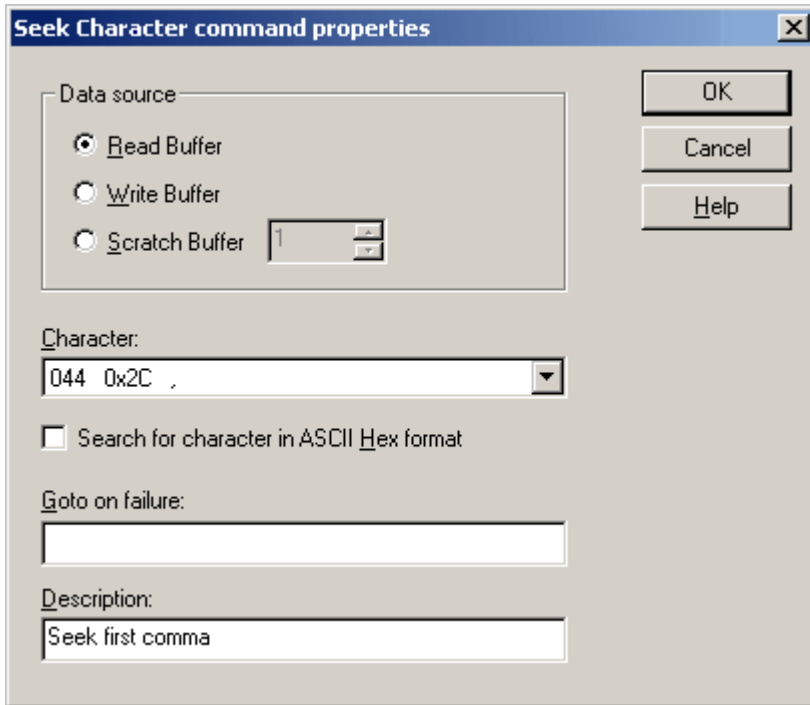 Seek Character command properties
Data source
Read Buffer
Write Buffer
Scratch Buffer 1
OK
Cancel
Help
Character:
044 0x2C ,
Search for character in ASCII Hex format
Goto on failure:
Description:
Seek first comma